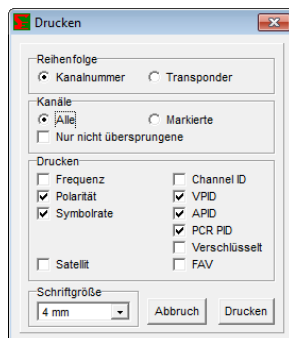 Drucken
Reihenfolge
Kanalnummer Transponder
Kanäle
Alle Markierte
Nur nicht übersprungene
Drucken
Frequenz Channel ID
Polarität VPID
Symbolrate APID
PCR PID
Verschlüsselt
Satellit FAV
Schriftgröße
4 mm Abbruch Drucken